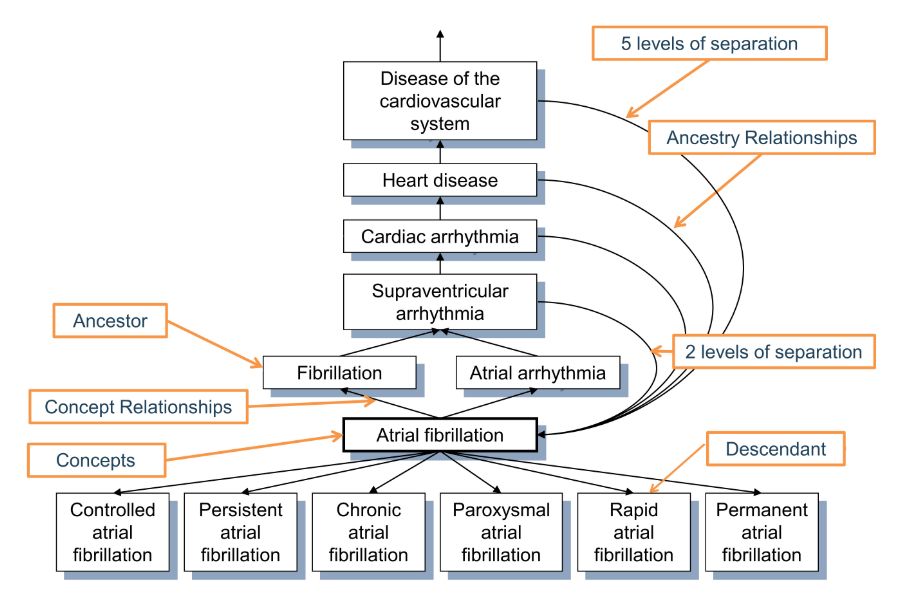 5 levels of separation
Disease of the
cardiovascular
system
Ancestry Relationships
Heart disease
Cardiac arrhythmia
Supraventricular
arrhythmia
Ancestor
2 levels of separation
Fibrillation
Atrial arrhythmia
Concept Relationships
Atrial fibrillation
Descendant
Concepts
Controlled
atrial
fibrillation
Persistent
atrial
fibrillation
Chronic
atrial
fibrillation
Paroxysmal
atrial
fibrillation
Rapid
atrial
fibrillation
Permanent
atrial
fibrillation